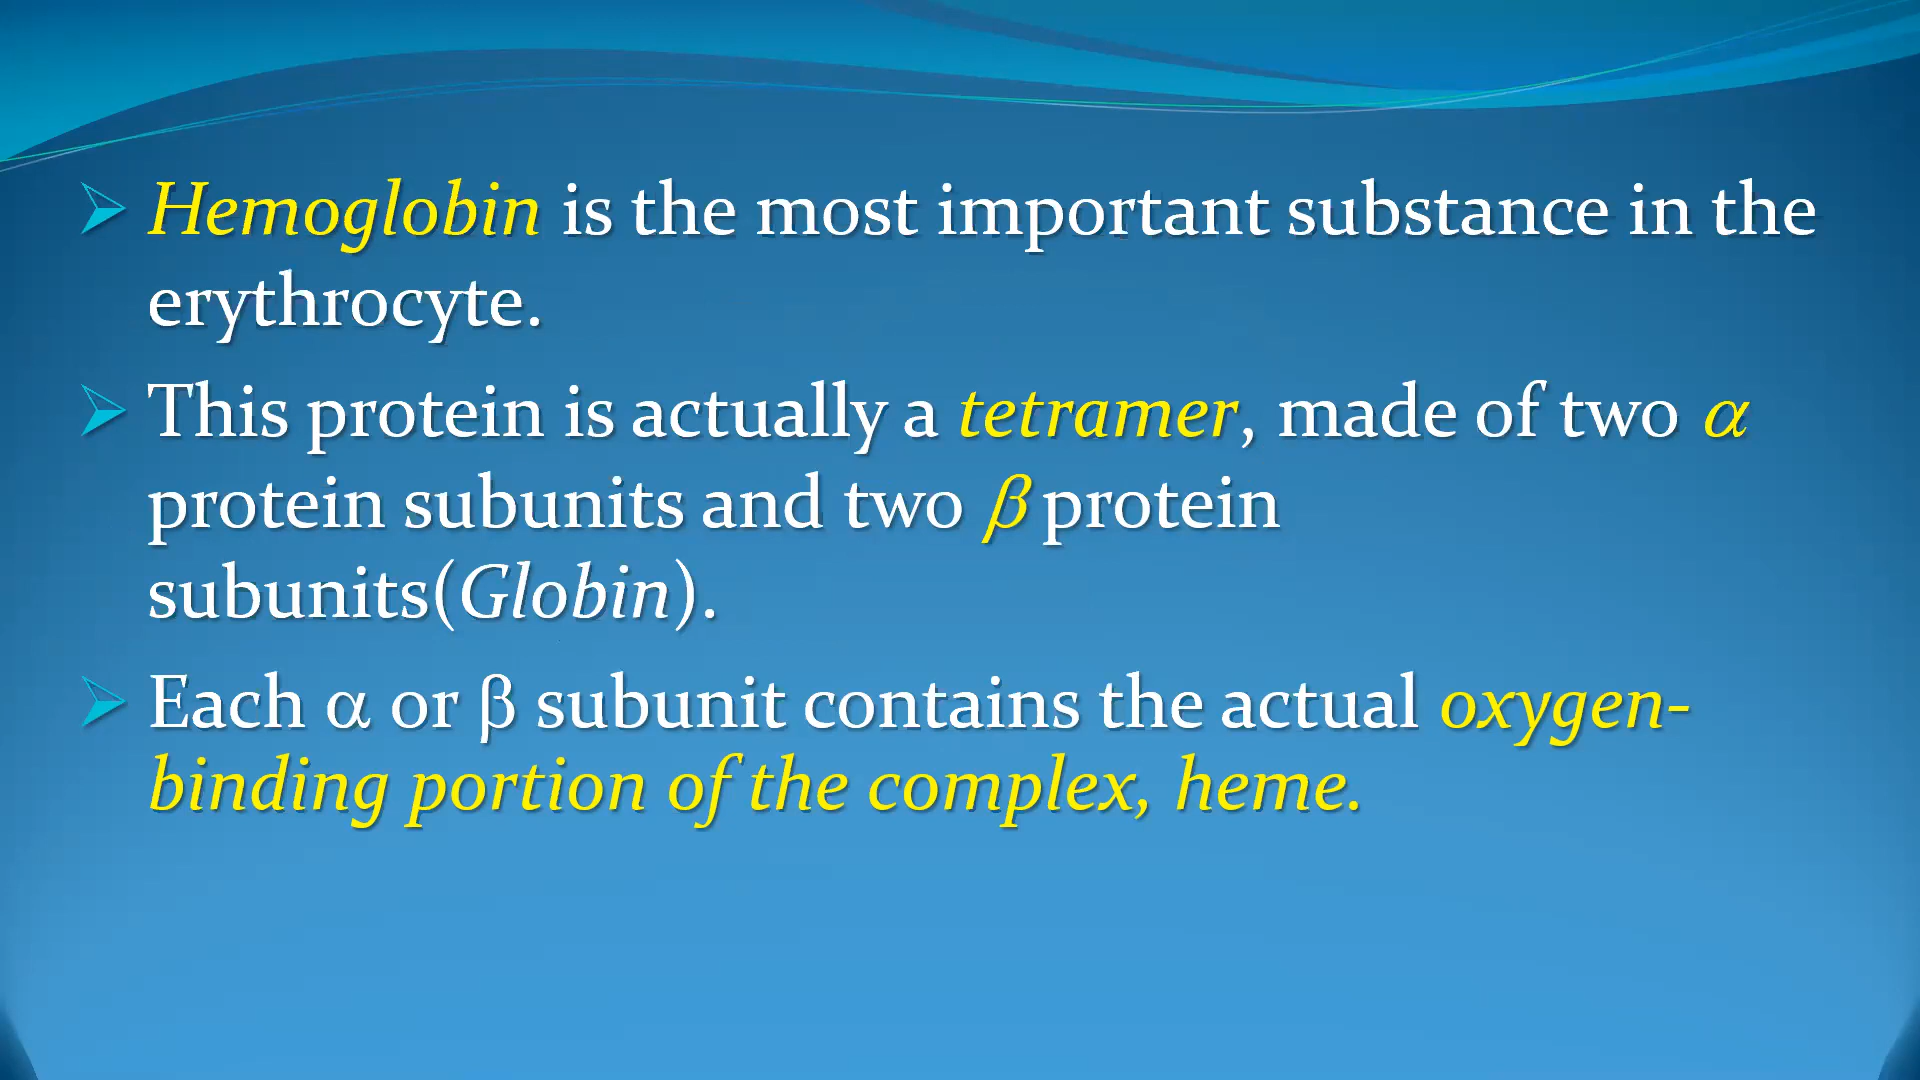 Hemoglobin is the most important substance in the
erythrocyte.
This protein is actually a tetramer, made of two α
protein subunits and two β protein
subunits(Globin).
Each α or β subunit contains the actual oxygen-
binding portion of the complex, heme.